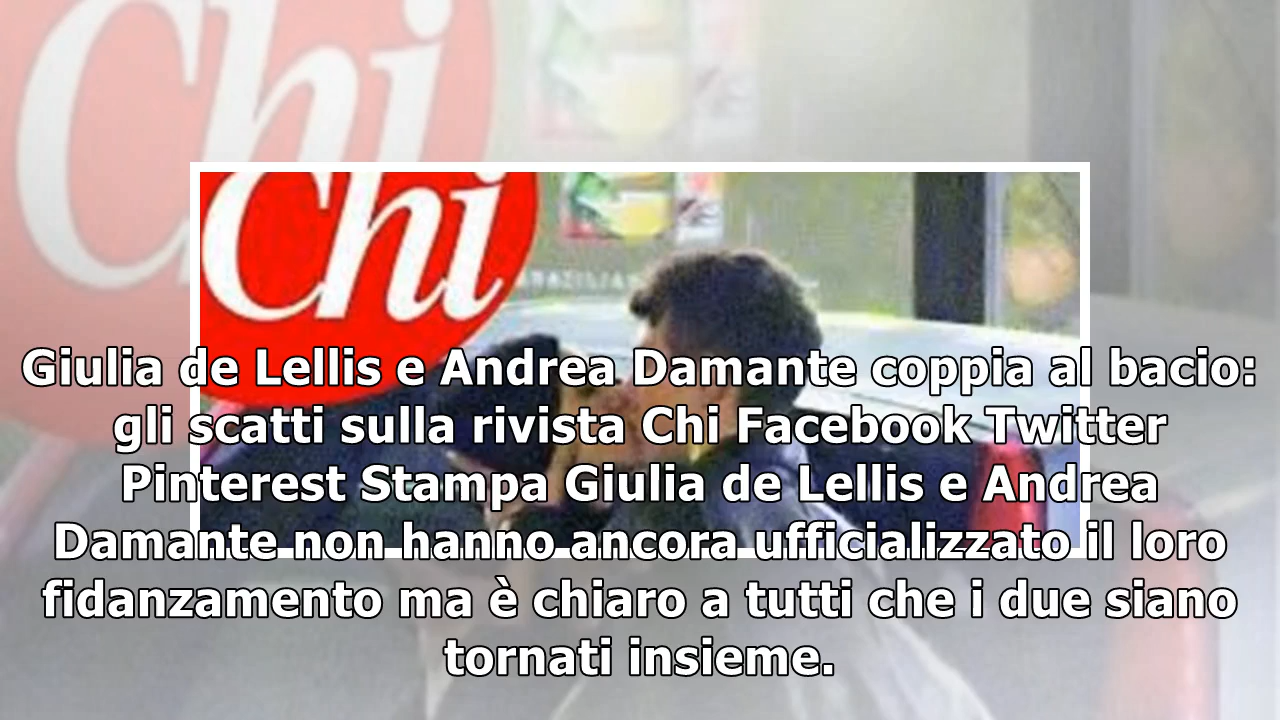 Chi
Chi
Giulia de Lellis e Andrea Damante coppia al bacio:
gli scatti sulla rivista Chi Facebook Twitter
Pinterest Stampa Giulia de Lellis e Andrea
Damante non hanno ancora ufficializzato il loro
fidanzamento ma è chiaro a tutti che i due siano
tornati insieme.